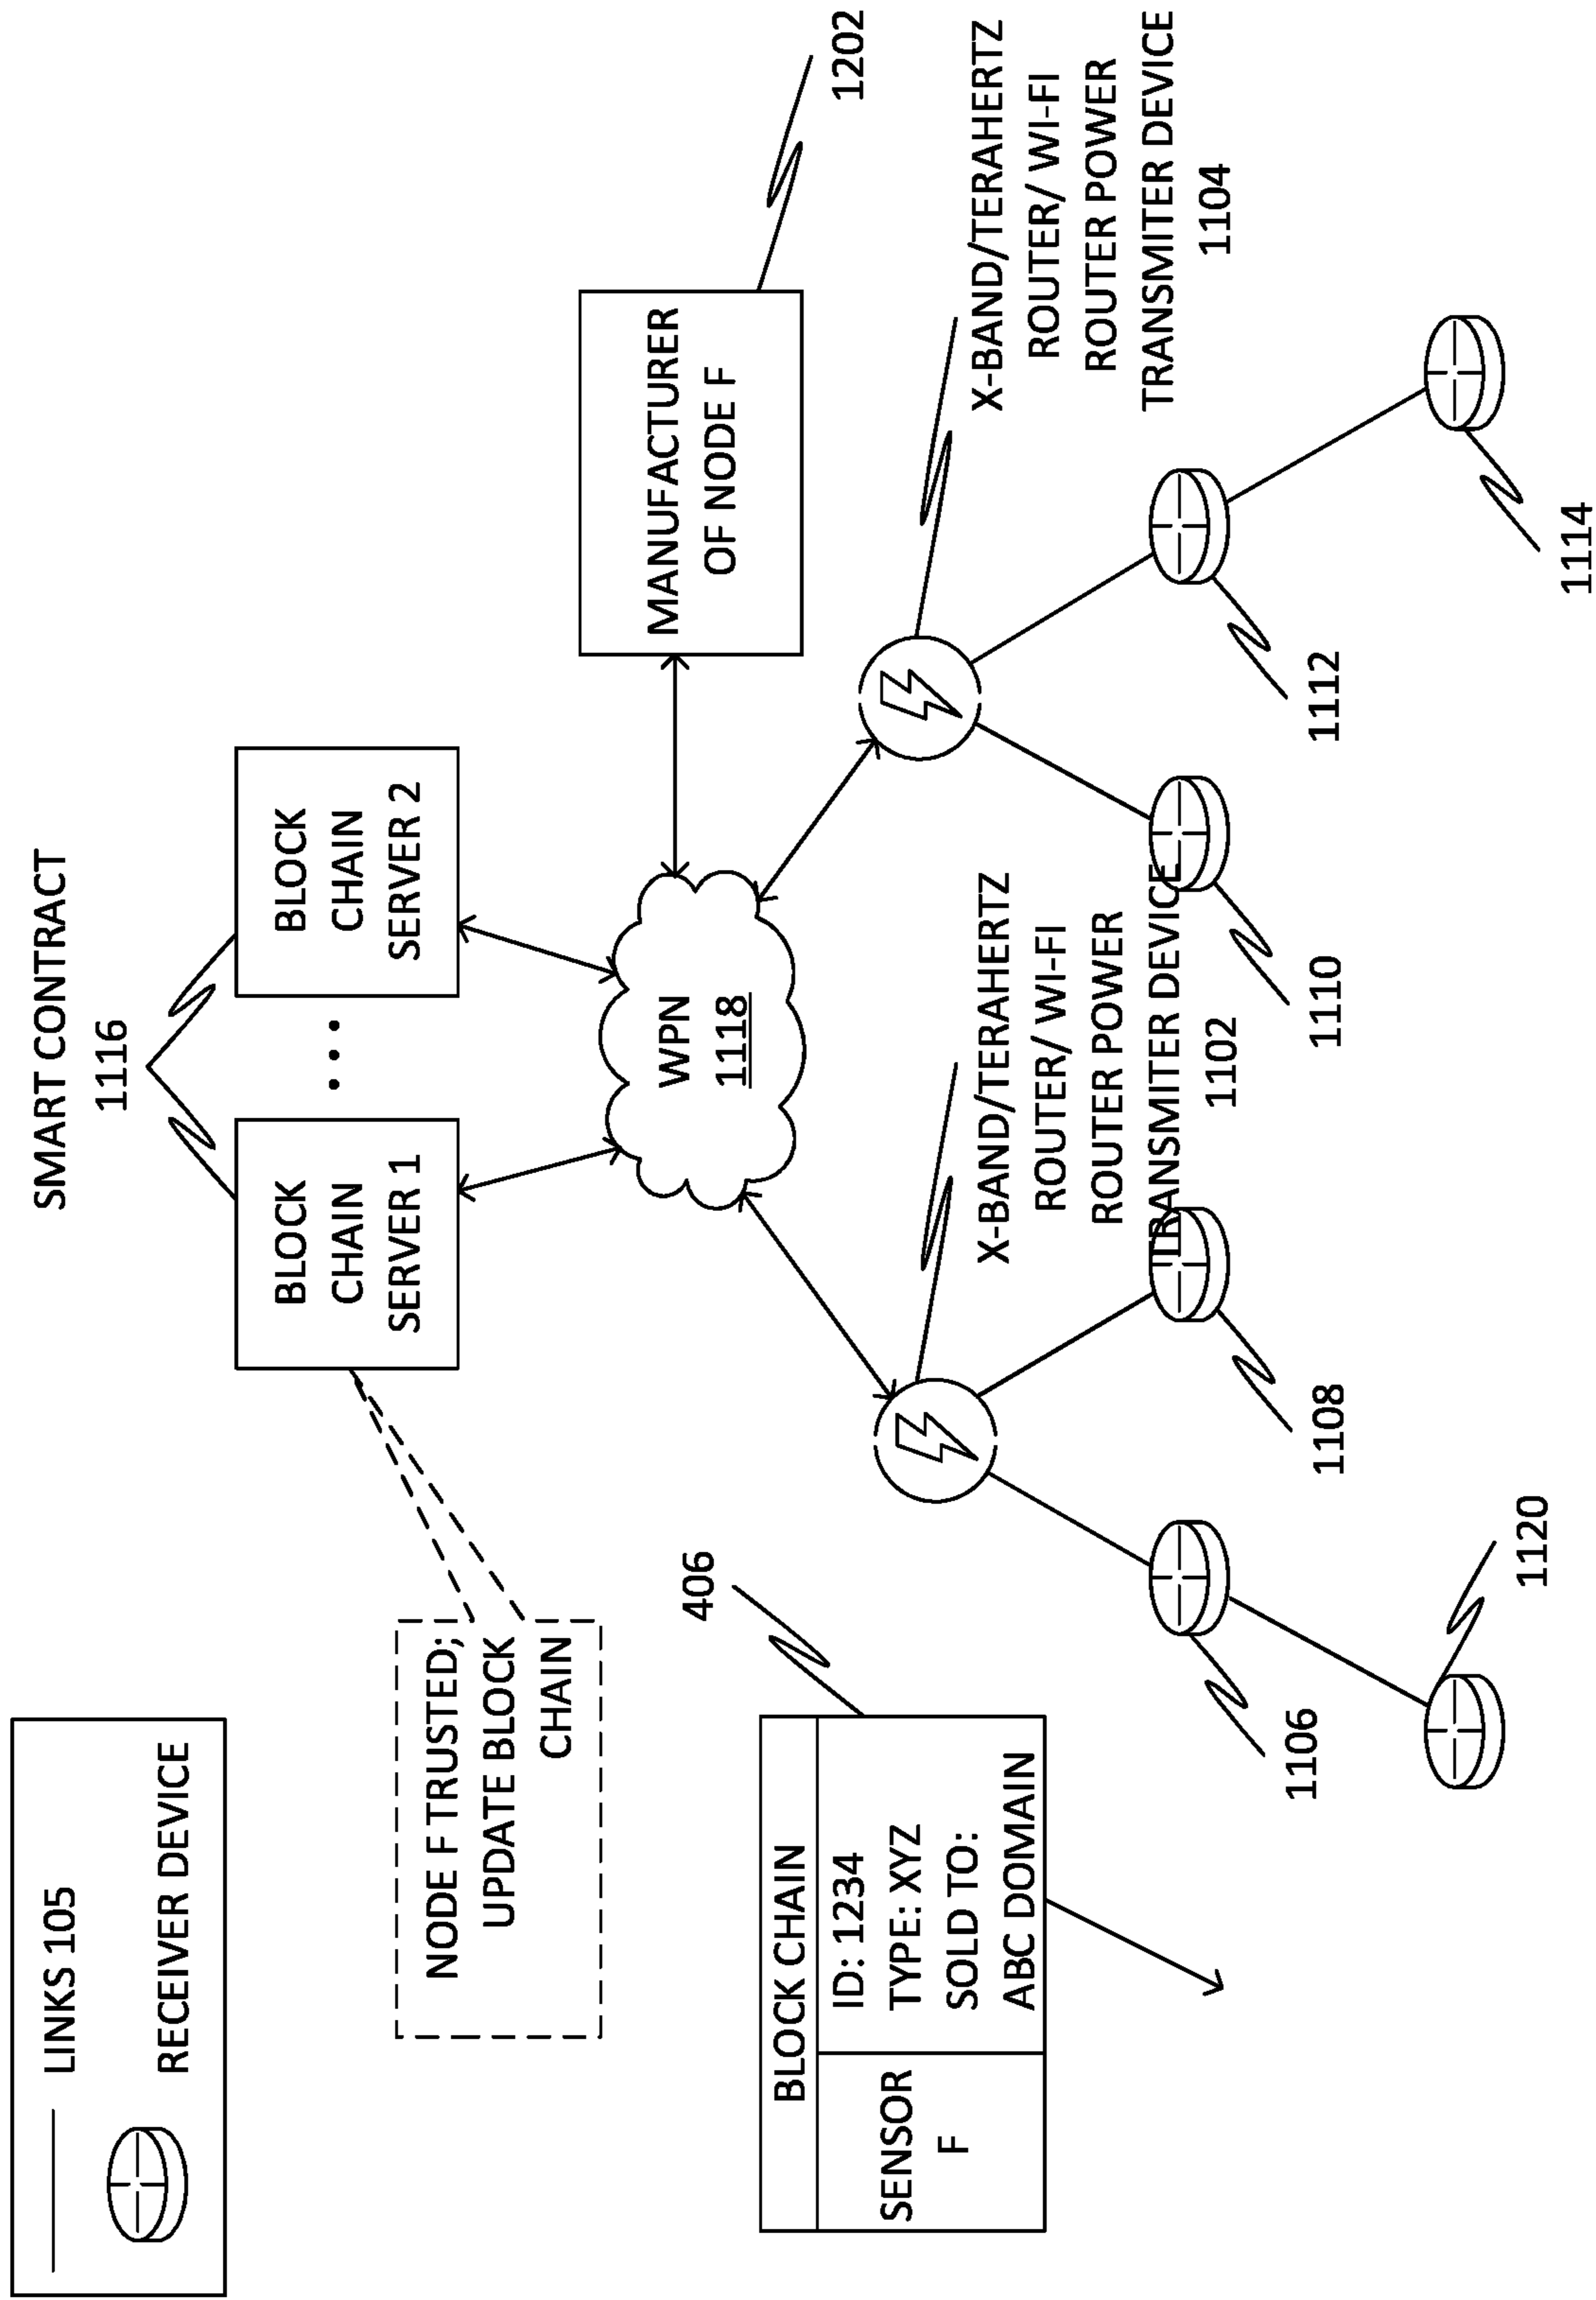 LINKS 105
RECEIVER DEVICE
SMART CONTRACT
1116
BLOCK
CHAIN
SERVER 1
BLOCK
CHAIN
SERVER 2
NODE F TRUSTED;
UPDATE BLOCK
CHAIN
WPN
1118
MANUFACTURER
OF NODE F
1202
406
BLOCK CHAIN
SENSOR
F
ID: 1234
TYPE: XYZ
SOLD TO:
ABC DOMAIN
X-BAND/TERAHERTZ
ROUTER/ WI-FI
ROUTER POWER
TRANSMITER DEVICE
1102
X-BAND/TERAHERTZ
ROUTER/ WI-FI
ROUTER POWER
TRANSMITER DEVICE
1104
1106
1108
1110
1112
1120
1114